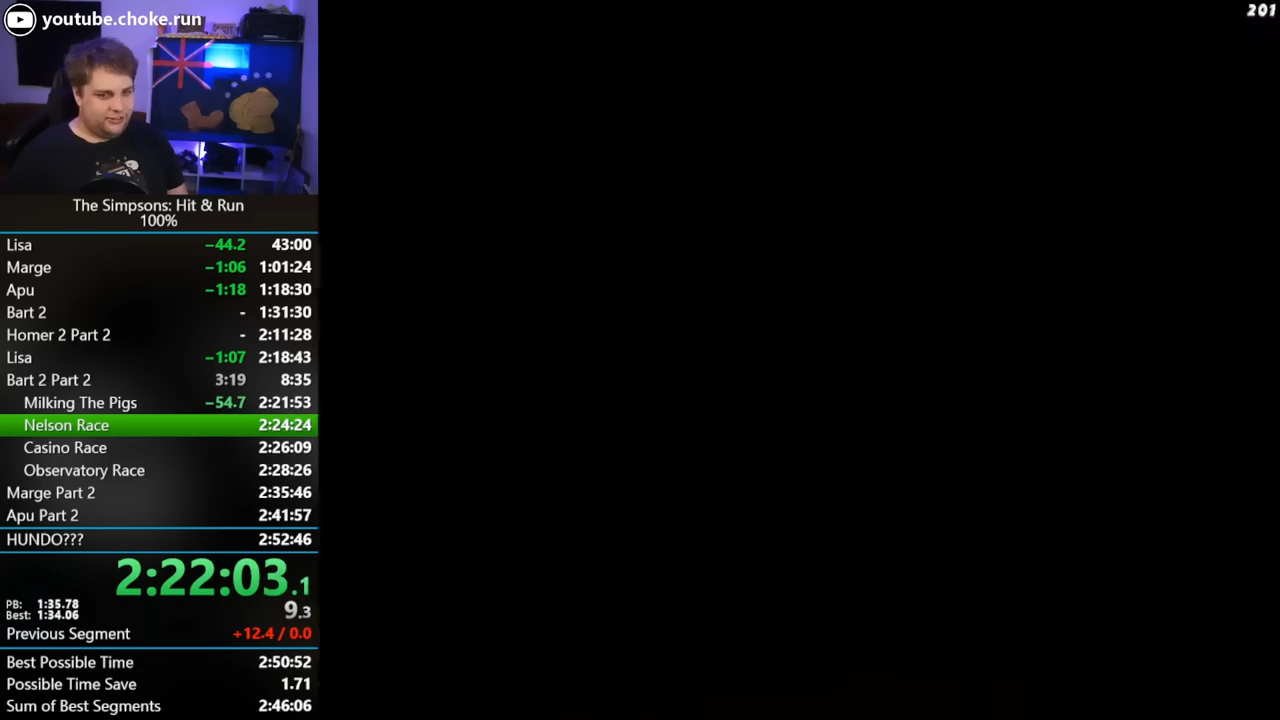 youtube.choke.run
201
The Simpsons: Hit & Run
100%
Lisa −44.2 43:00
Marge −1:06 1:01:24
Apu −1:18 1:18:30
Bart 2 - 1:31:30
Homer 2 Part 2 - 2:11:28
Lisa −1:07 2:18:43
Bart 2 Part 2 3:19 8:35
Milking The Pigs −54.7 2:21:53
Nelson Race 2:24:24
Casino Race 2:26:09
Observatory Race 2:28:26
Marge Part 2 2:35:46
Apu Part 2 2:41:57
HUNDO??? 2:52:46
2:22:03.1
PB: 1:35.78 9.3
Best: 1:34.06
Previous Segment +12.4 / 0.0
Best Possible Time 2:50:52
Possible Time Save 1.71
Sum of Best Segments 2:46:06